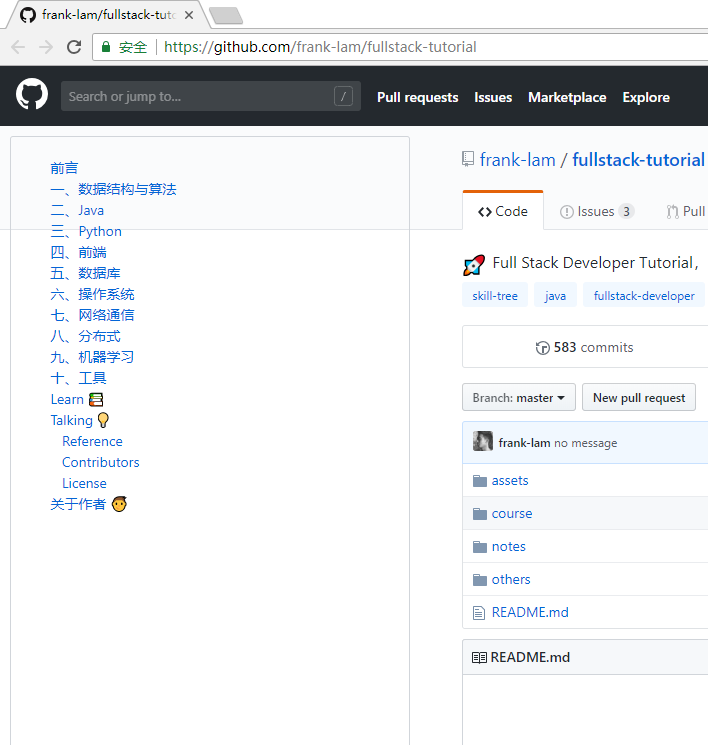 frank-lam/fullstack-tuto
安全 https://github.com/frank-lam/fullstack-tutorial
Search or jump to... /
Pull requests Issues Marketplace Explore
前言
一、数据结构与算法
二、Java
三、Python
四、前端
五、数据库
六、操作系统
七、网络通信
八、分布式
九、机器学习
十、工具
Learn 📚
Talking 💡
Reference
Contributors
License
关于作者 👨
frank-lam / fullstack-tutorial
Code Issues 3 Pull
🚀 Full Stack Developer Tutorial,
skill-tree java fullstack-developer
583 commits
Branch: master New pull request
frank-lam no message
assets
course
notes
others
README.md
README.md